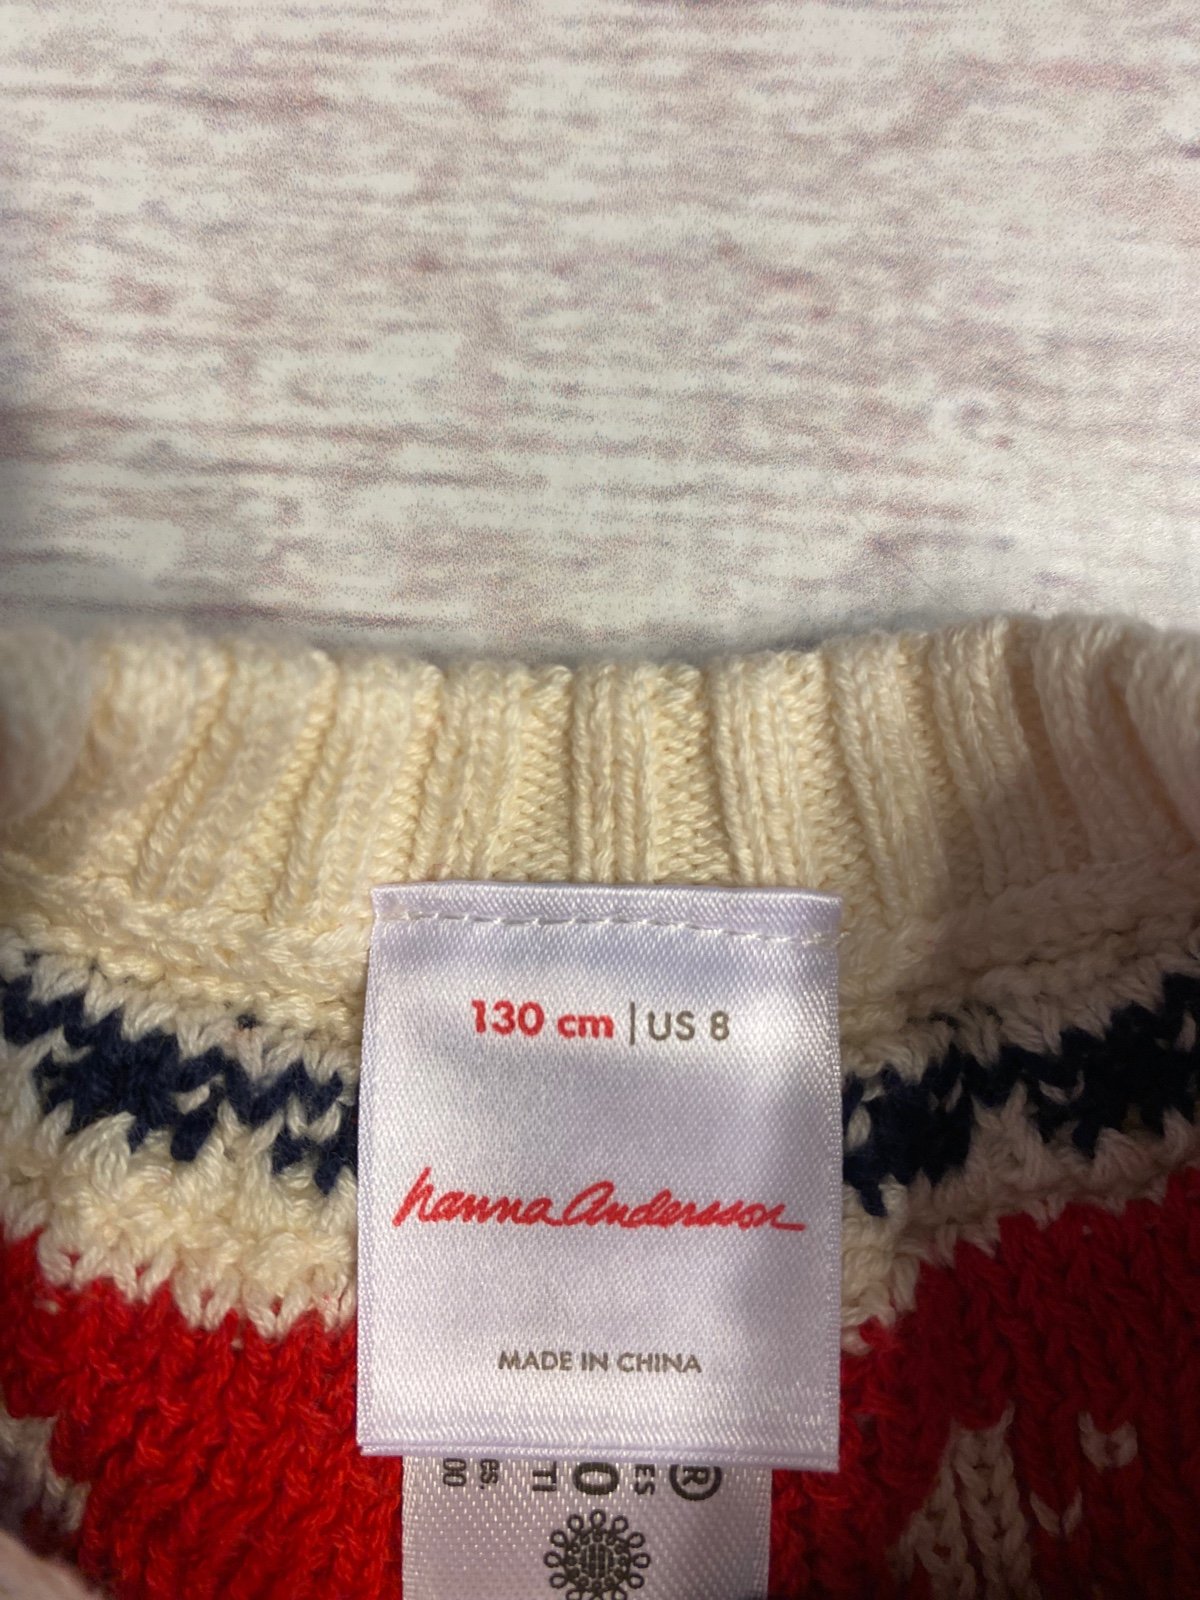 130 cm | US 8
hanna Andersson
MADE IN CHINA